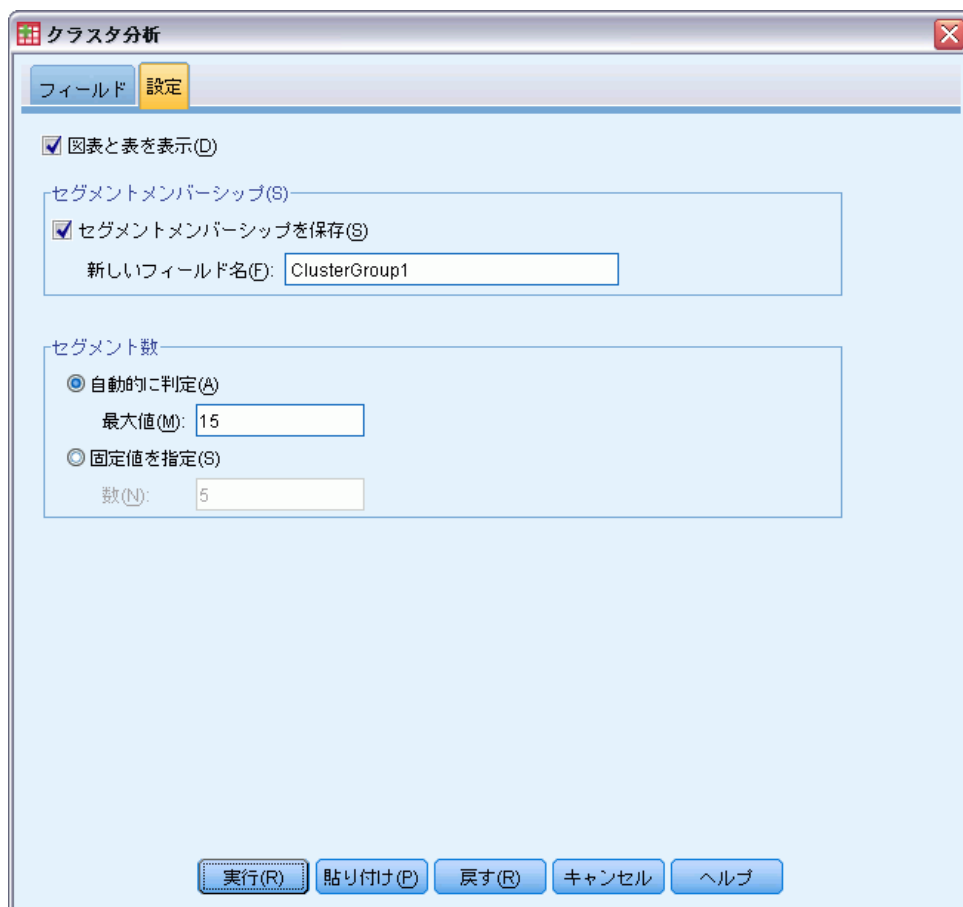 クラスタ分析
フィールド 設定
図表と表を表示(D)
セグメントメンバーシップ(S)
セグメントメンバーシップを保存(S)
新しいフィールド名(F): ClusterGroup1
セグメント数
自動的に判定(A)
最大値(M): 15
固定値を指定(S)
数(N): 5
実行(R) 貼り付け(P) 戻す(R) キャンセル ヘルプ